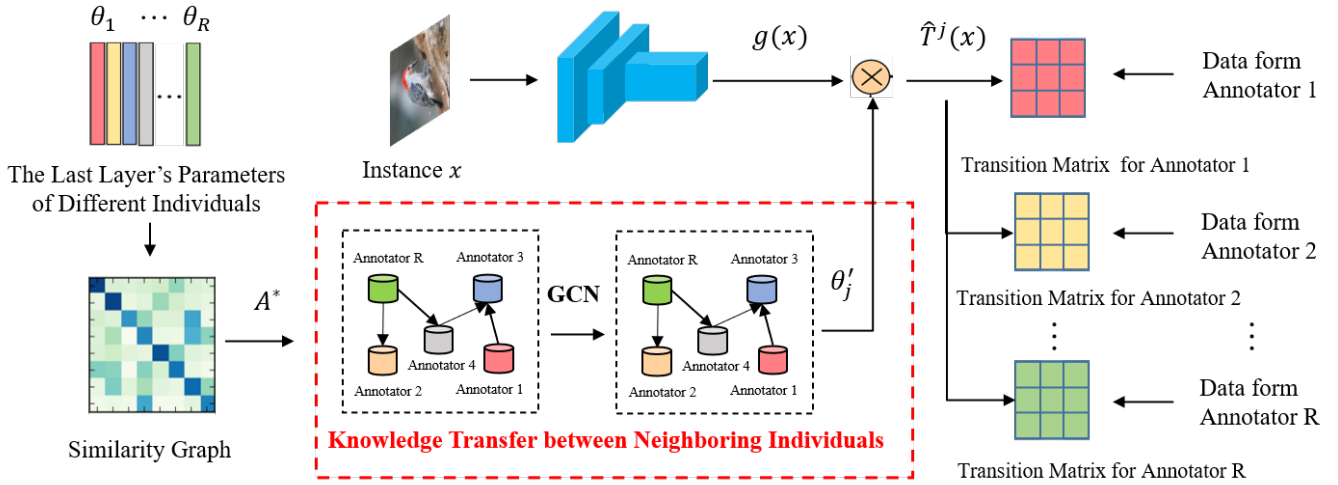 θ₁ ⋯ θ_R
The Last Layer's Parameters
of Different Individuals
Similarity Graph
A*
Instance x
g(x)
T̂ʲ(x)
Annotator R
Annotator 3
Annotator 4
Annotator 2
Annotator 1
GCN
Annotator R
Annotator 3
Annotator 4
Annotator 2
Annotator 1
θ′ⱼ
Knowledge Transfer between Neighboring Individuals
Data form
Annotator 1
Transition Matrix for Annotator 1
Data form
Annotator 2
Transition Matrix for Annotator 2
Data form
Annotator R
Transition Matrix for Annotator R